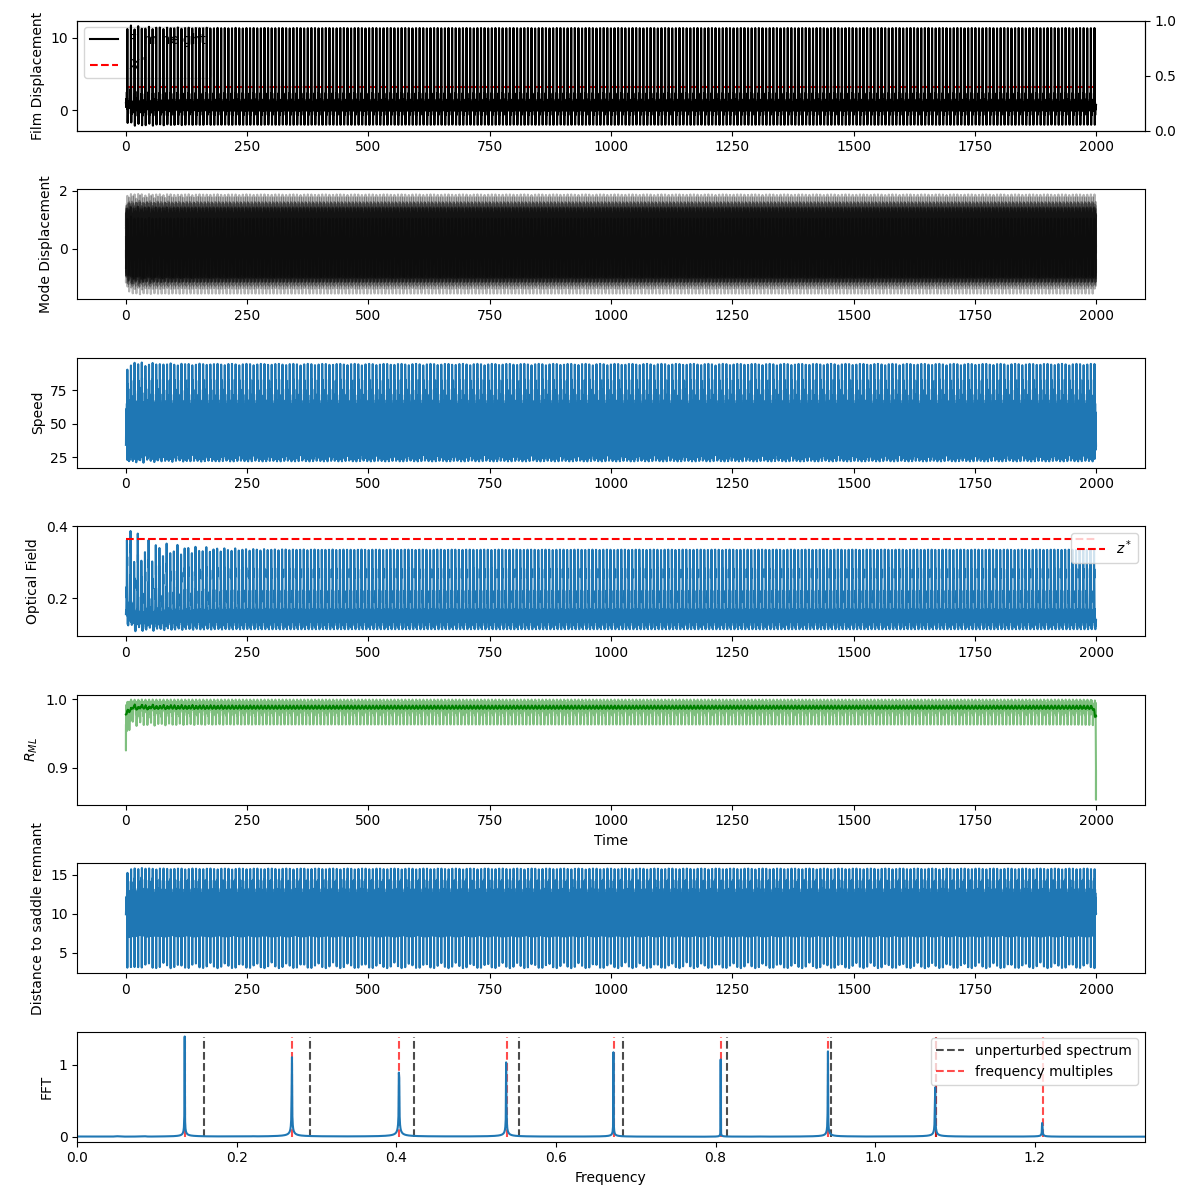 Film Displacement
10
0
1.0
0.5
0.0
0 250 500 750 1000 1250 1500 1750 2000
Mode Displacement
2
0
0 250 500 750 1000 1250 1500 1750 2000
Speed
75
50
25
0 250 500 750 1000 1250 1500 1750 2000
Optical Field
0.4
0.2
z*
0 250 500 750 1000 1250 1500 1750 2000
R_ML
1.0
0.9
0 250 500 750 1000 1250 1500 1750 2000
Time
Distance to saddle remnant
15
10
5
0 250 500 750 1000 1250 1500 1750 2000
FFT
1
0
unperturbed spectrum
frequency multiples
0.0 0.2 0.4 0.6 0.8 1.0 1.2
Frequency